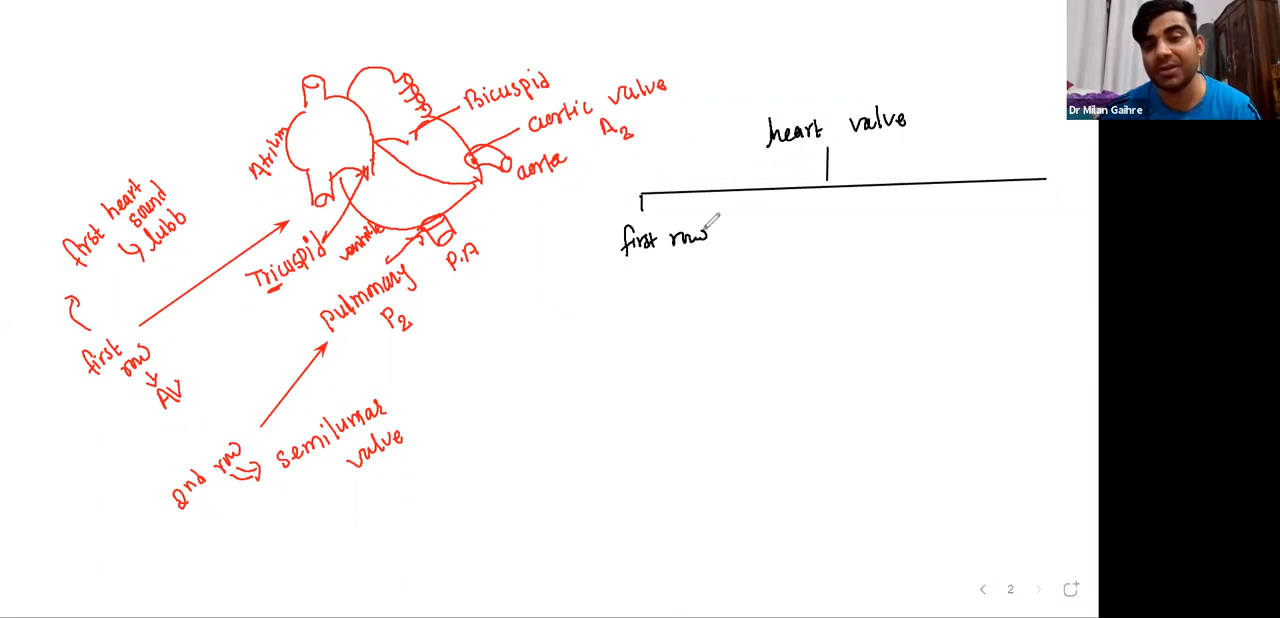 Bicuspid
aortic valve
A2
aorta
Atrium
first heart
sound
↳ lubb
Tricuspid
ventricle
P.A
pulmonary
P2
first
row
AV
2nd row
semilunar
valve
heart valve
first row
Dr Milan Gaihre
2